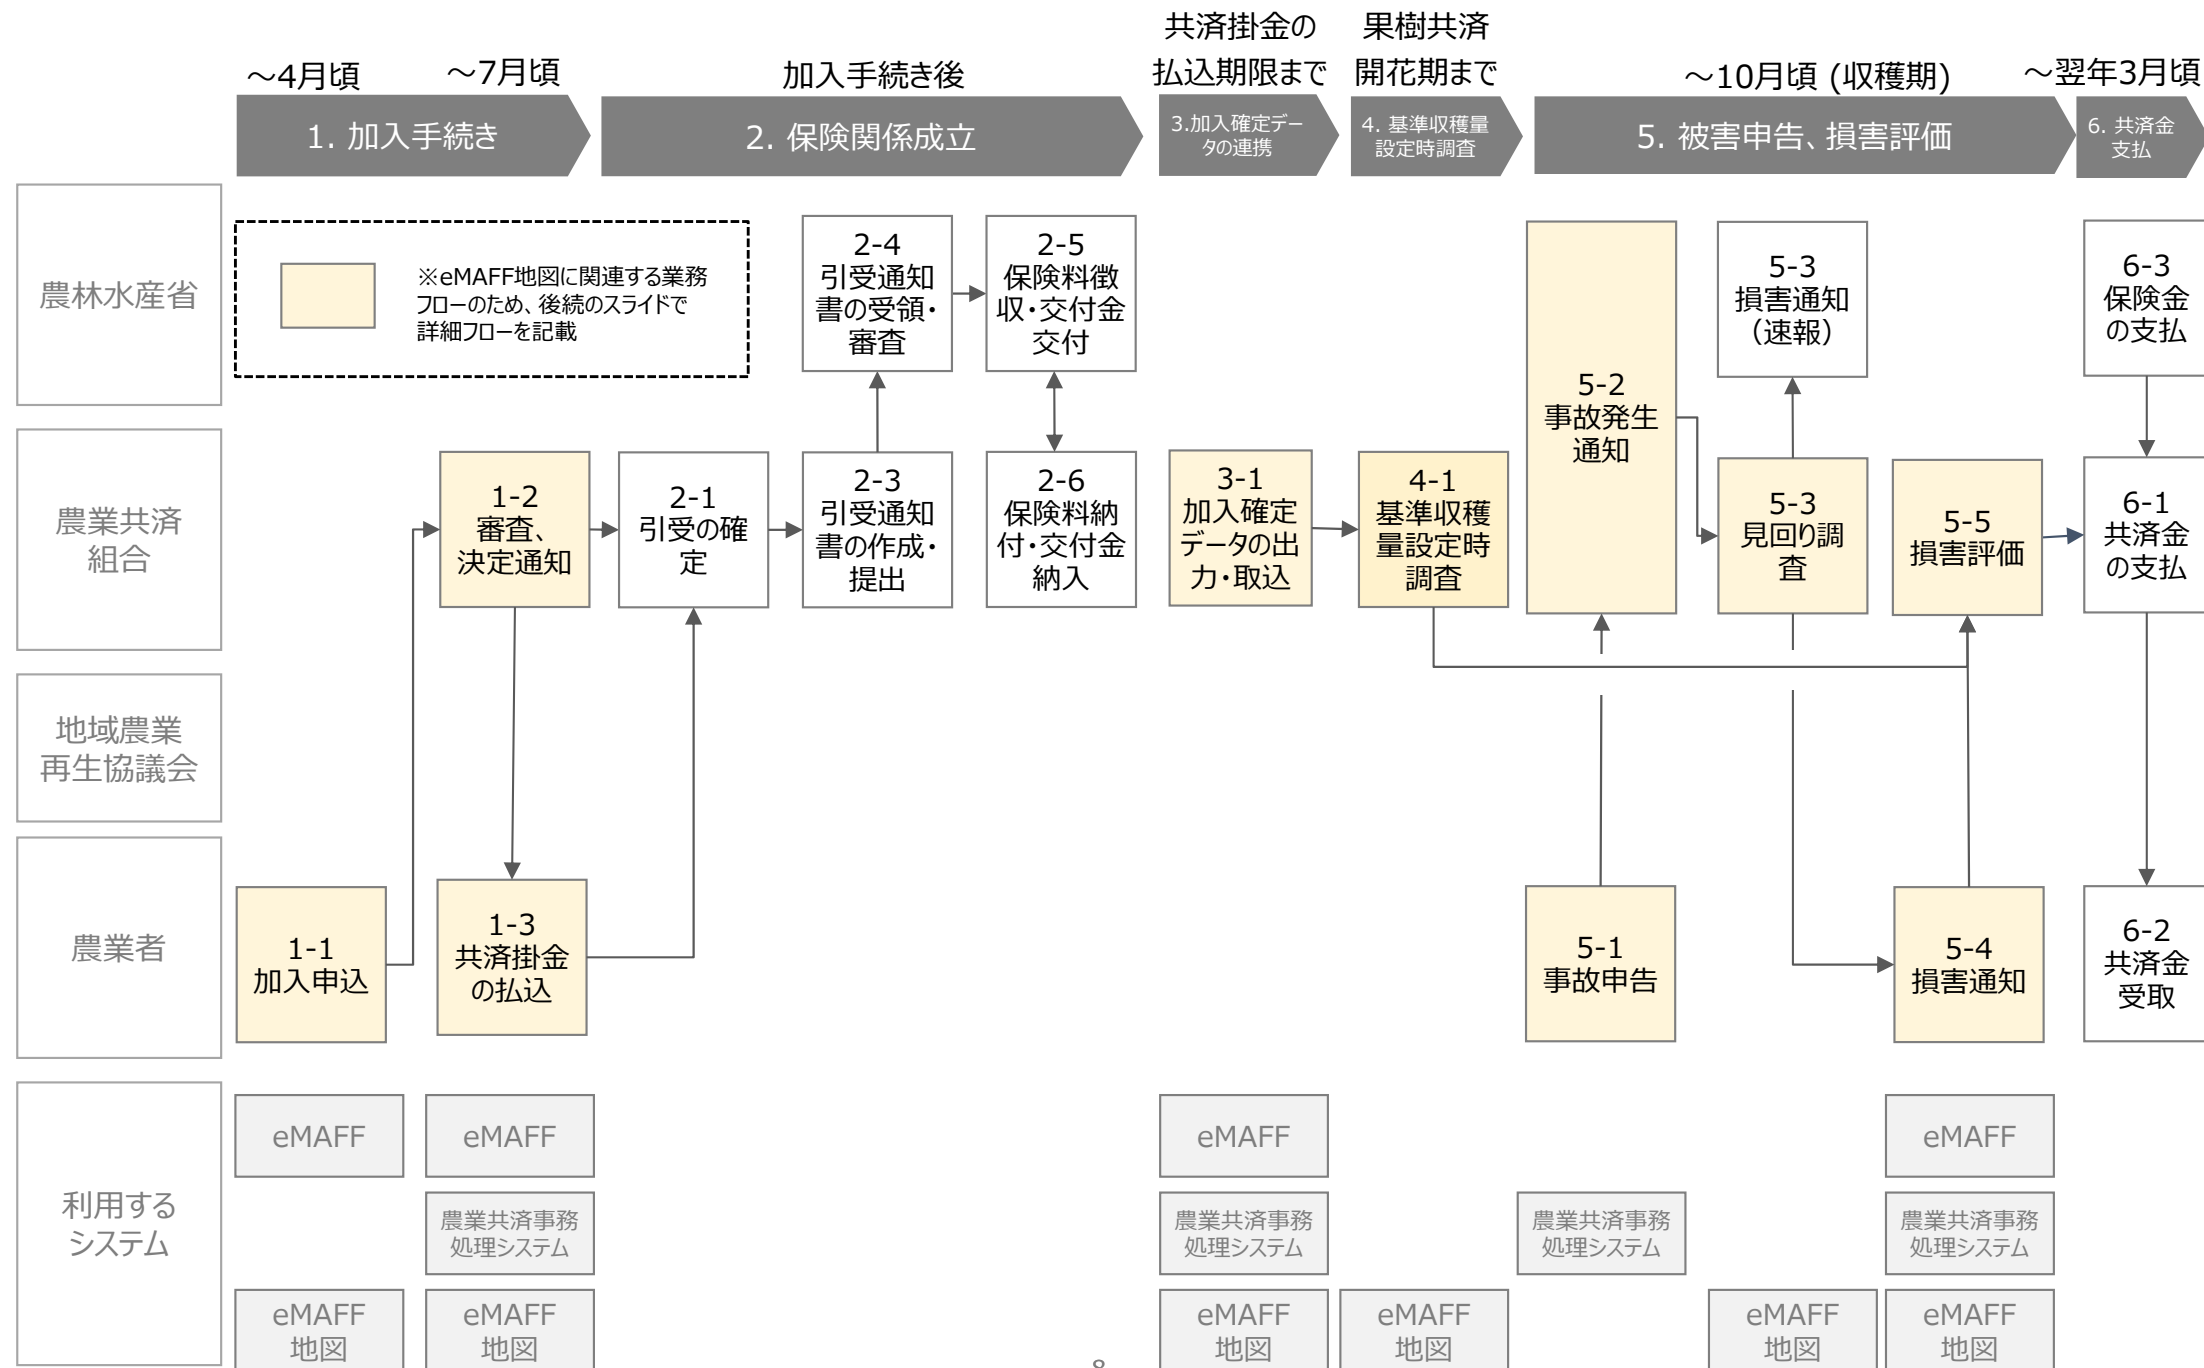 共済掛金の
払込期限まで
果樹共済
開花期まで
～4月頃
～7月頃
加入手続き後
～10月頃 (収穫期)
～翌年3月頃
1. 加入手続き
2. 保険関係成立
3.加入確定デー
タの連携
4. 基準収穫量
設定時調査
5. 被害申告、損害評価
6. 共済金
支払
農林水産省
※eMAFF地図に関連する業務
フローのため、後続のスライドで
詳細フローを記載
2-4
引受通知
書の受領・
審査
2-5
保険料徴
収・交付金
交付
5-2
事故発生
通知
5-3
損害通知
（速報）
6-3
保険金
の支払
農業共済
組合
1-2
審査、
決定通知
2-1
引受の確
定
2-3
引受通知
書の作成・
提出
2-6
保険料納
付・交付金
納入
3-1
加入確定
データの出
力・取込
4-1
基準収穫
量設定時
調査
5-3
見回り調
査
5-5
損害評価
6-1
共済金
の支払
地域農業
再生協議会
農業者
1-1
加入申込
1-3
共済掛金
の払込
5-1
事故申告
5-4
損害通知
6-2
共済金
受取
利用する
システム
eMAFF
eMAFF
eMAFF
eMAFF
農業共済事務
処理システム
農業共済事務
処理システム
農業共済事務
処理システム
農業共済事務
処理システム
eMAFF
地図
eMAFF
地図
eMAFF
地図
eMAFF
地図
eMAFF
地図
eMAFF
地図
8